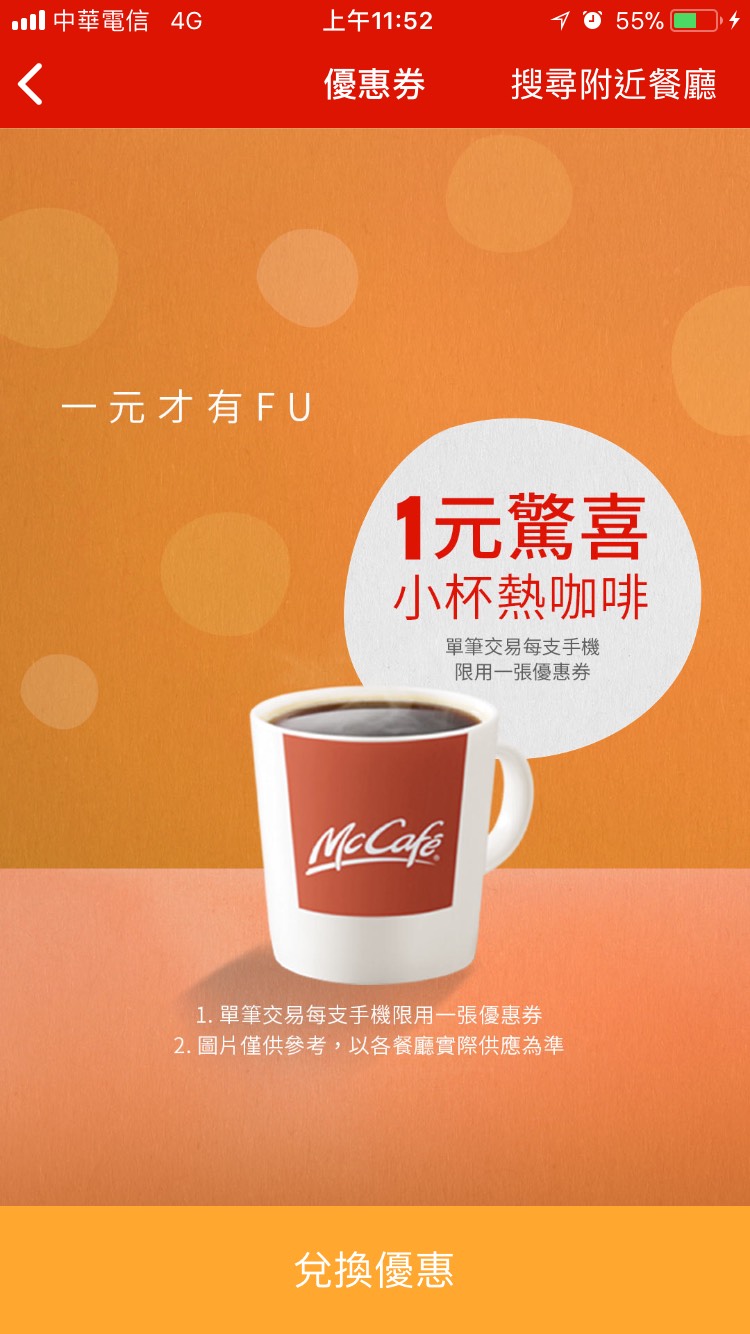 中華電信 4G 上午11:52 55%
優惠券 搜尋附近餐廳
一元才有FU
1元驚喜
小杯熱咖啡
單筆交易每支手機
限用一張優惠券
McCafé
1. 單筆交易每支手機限用一張優惠券
2. 圖片僅供參考，以各餐廳實際供應為準
兌換優惠